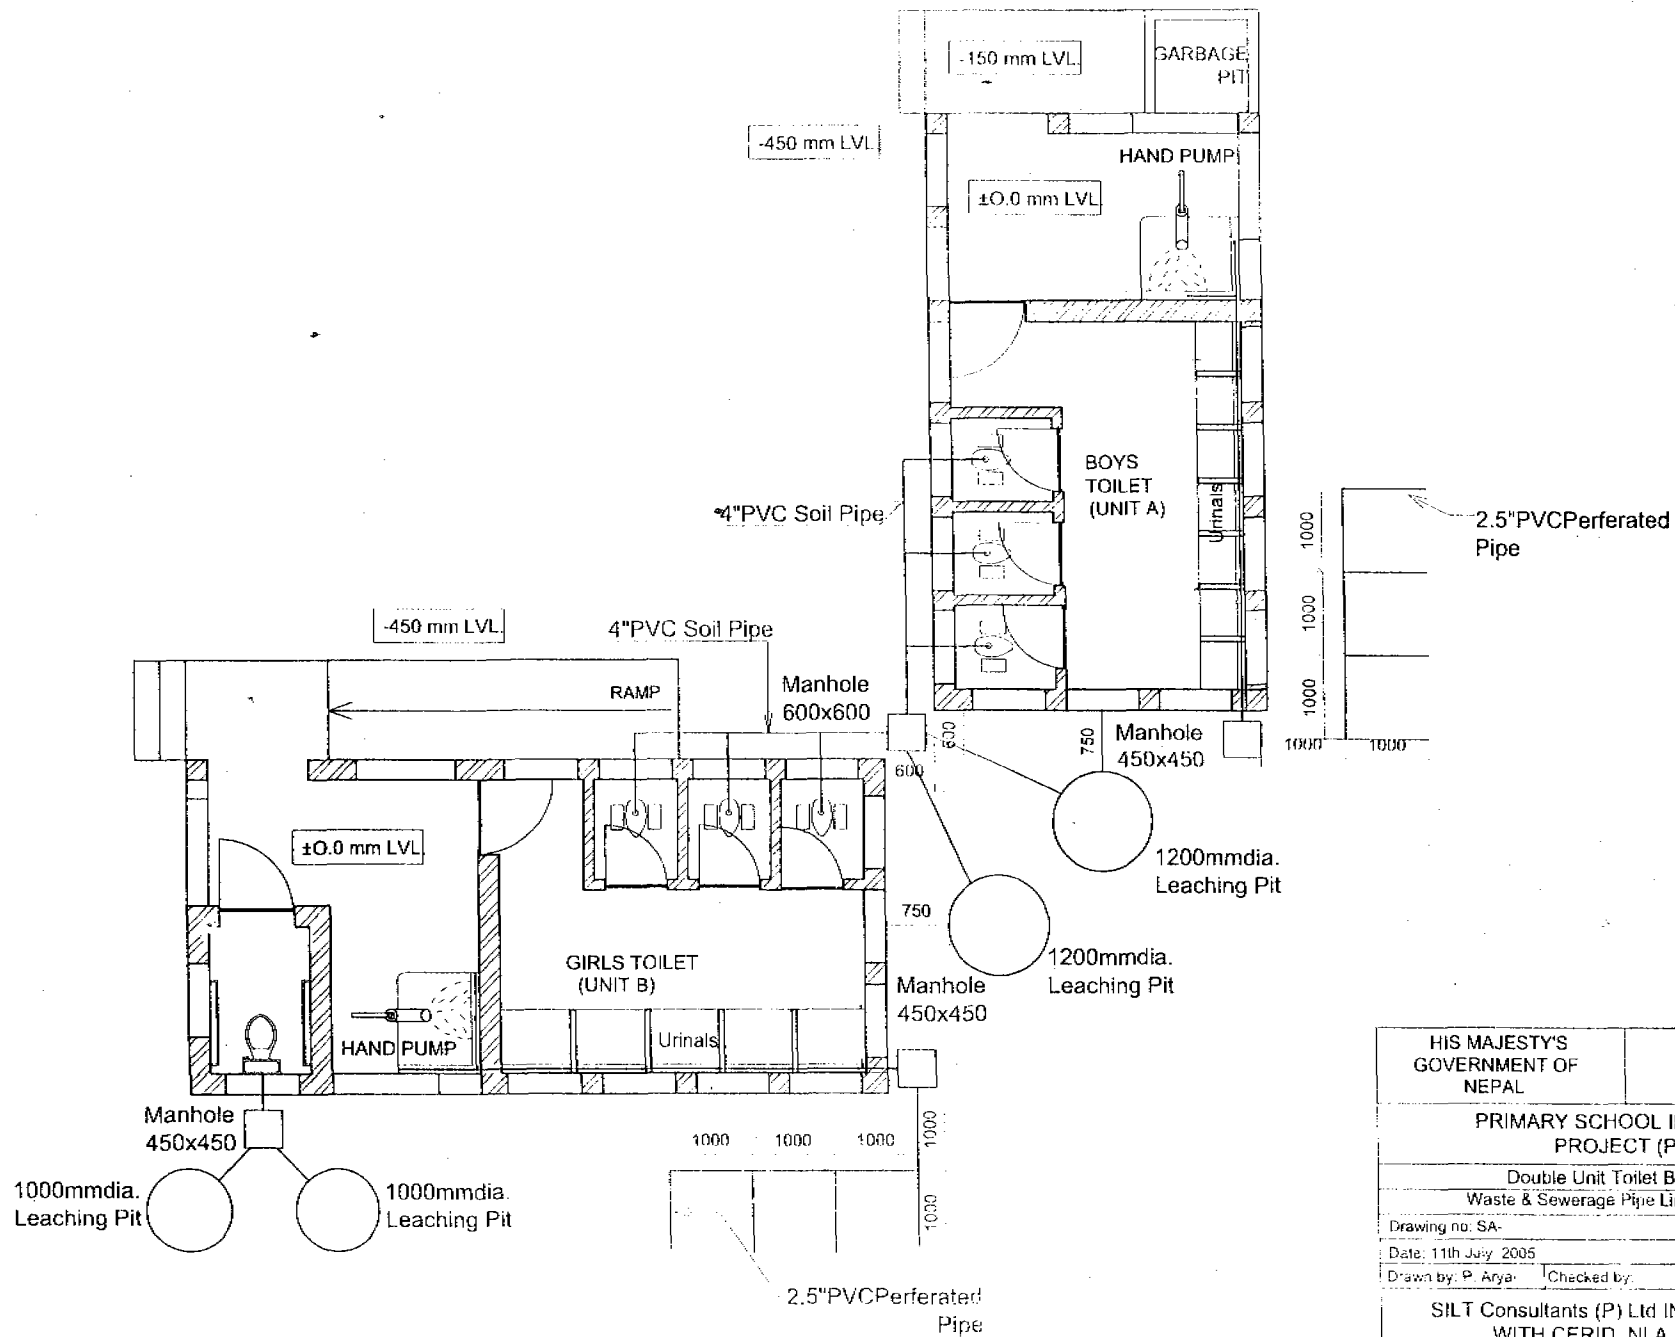 -150 mm LVL.
GARBAGE
PIT
-450 mm LVL
HAND PUMP
±0.0 mm LVL
BOYS
TOILET
(UNIT A)
Urinals
4"PVC Soil Pipe
1000
1000
1000
1000
1000
2.5"PVCPerferated
Pipe
-450 mm LVL.
4"PVC Soil Pipe
RAMP
Manhole
600x600
600
600
750
Manhole
450x450
1200mmdia.
Leaching Pit
±0.0 mm LVL
750
1200mmdia.
Leaching Pit
GIRLS TOILET
(UNIT B)
Manhole
450x450
Urinals
HAND PUMP
Manhole
450x450
1000mmdia.
Leaching Pit
1000mmdia.
Leaching Pit
1000
1000
1000
1000
1000
2.5"PVCPerferated
Pipe
HIS MAJESTY'S
GOVERNMENT OF
NEPAL
PRIMARY SCHOOL
PROJECT (P
Double Unit Toilet B
Waste & Sewerage Pipe Li
Drawing no: SA-
Date: 11th July 2005
Drawn by: P. Arya
Checked by:
SILT Consultants (P) Ltd IN
WITH CERID, NLA